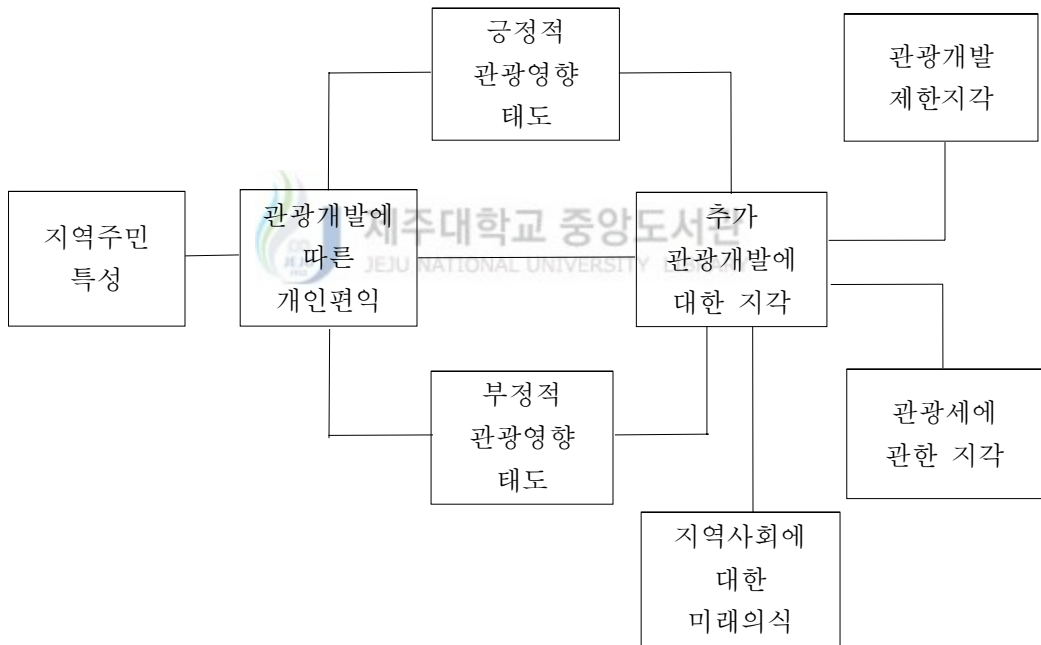 긍정적
관광영향
태도
관광개발
제한지각
지역주민
특성
관광개발에
따른
개인편익
제주대학교 중앙도서관
JEJU NATIONAL UNIVERSITY LIBRARY
추가
관광개발에
대한 지각
부정적
관광영향
태도
관광세에
관한 지각
지역사회에
대한
미래의식